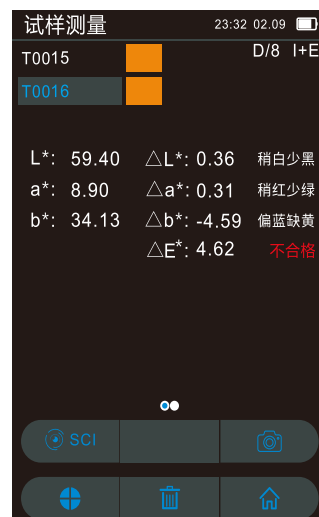 试样测量 23:32 02.09
T0015 D/8 I+E
T0016
L*: 59.40 △L*: 0.36 稍白少黑
a*: 8.90 △a*: 0.31 稍红少绿
b*: 34.13 △b*: -4.59 偏蓝缺黄
△E*: 4.62 不合格
SCI